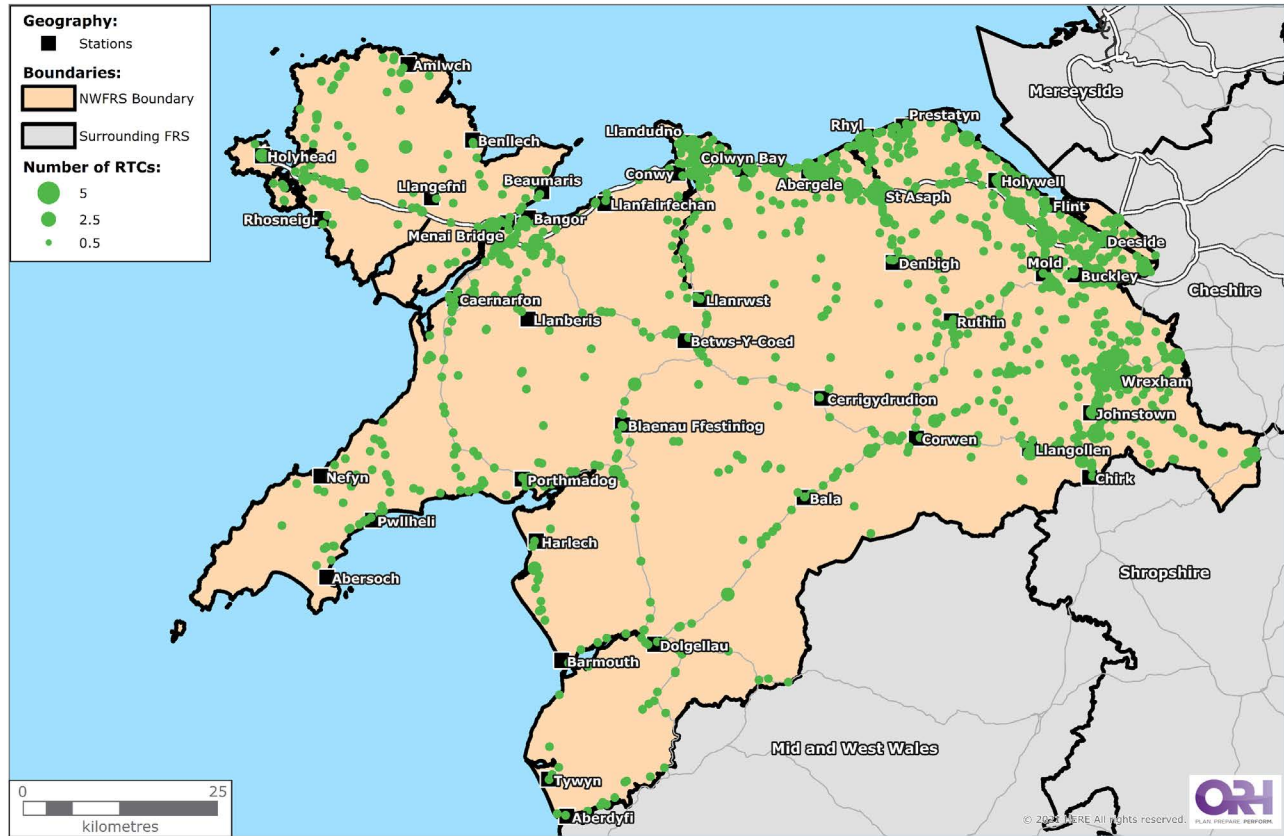 Geography:
Stations
Boundaries:
NWFRS Boundary
Surrounding FRS
Number of RTCs:
5
2.5
0.5
Merseyside
Amlwch
Prestatyn
Rhyl
Llandudno
Benllech
Holyhead
Colwyn Bay
Conwy
Abergele
Holywell
Llangefni
Beaumaris
St Asaph
Flint
Llanfairfechan
Rhosneigr
Bangor
Menai Bridge
Deeside
Denbigh
Mold
Buckley
Cheshire
Caernarfon
Llanrwst
Llanberis
Ruthin
Betws-Y-Coed
Wrexham
Cerrigydrudion
Johnstown
Blaenau Ffestiniog
Corwen
Llangollen
Nefyn
Porthmadog
Chirk
Bala
Pwllheli
Harlech
Abersoch
Shropshire
Dolgellau
Barmouth
Mid and West Wales
Tywyn
Aberdyfi
0 25
kilometres
ORH
PLAN. PREPARE. PERFORM.
HERE All rights reserved.